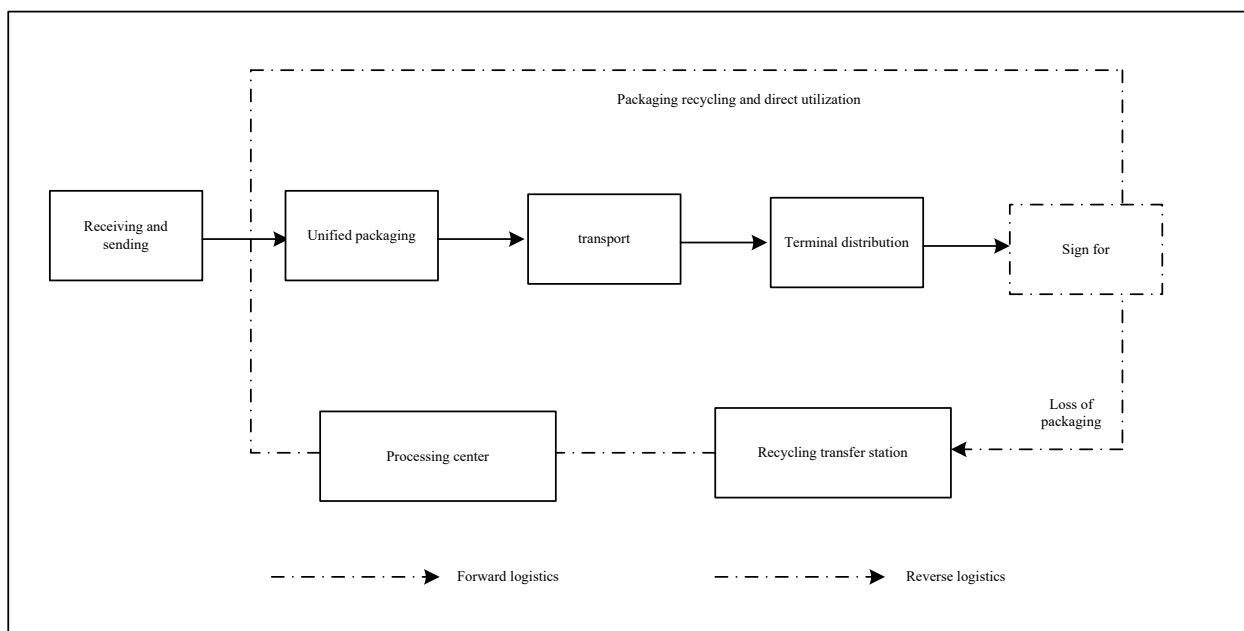 Packaging recycling and direct utilization
Receiving and
sending
Unified packaging
transport
Terminal distribution
Sign for
Loss of
packaging
Processing center
Recycling transfer station
Forward logistics
Reverse logistics